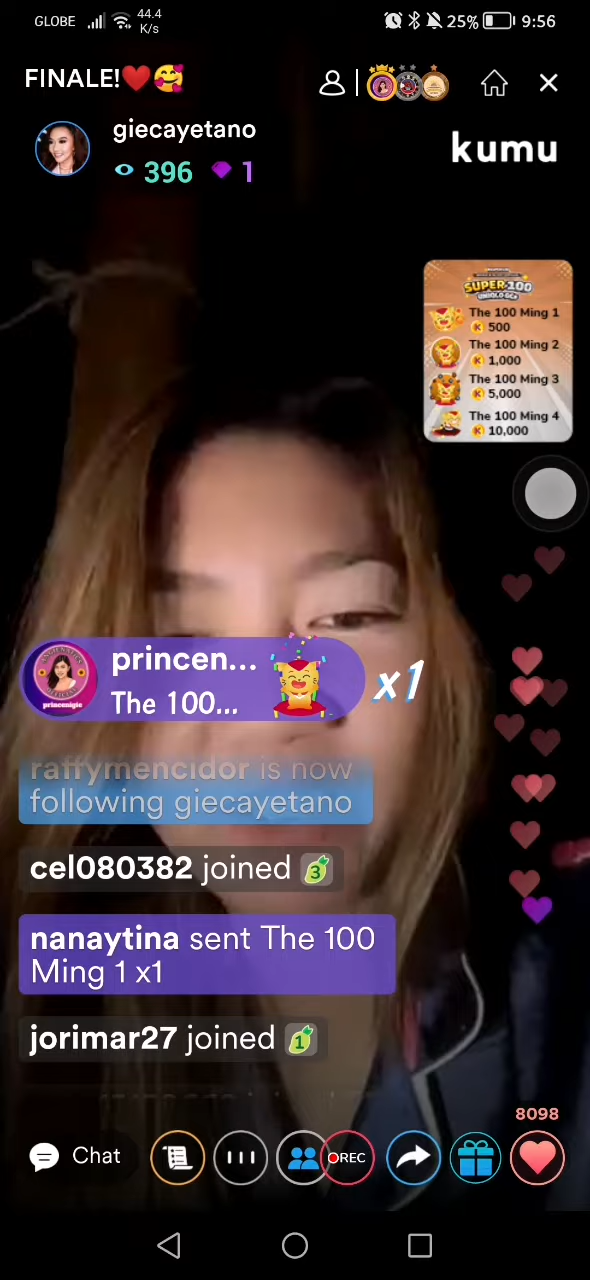 GLOBE
44.4
K/s
25%
9:56
FINALE!❤️🥰
giecayetano
396
1
kumu
SUPER-100
UNIQLO GCs
The 100 Ming 1
500
The 100 Ming 2
1,000
The 100 Ming 3
5,000
The 100 Ming 4
10,000
princen...
The 100...
x1
princenigie
raffymencidor is now
following giecayetano
cel080382 joined 3
nanaytina sent The 100
Ming 1 x1
jorimar27 joined 1
8098
Chat
REC